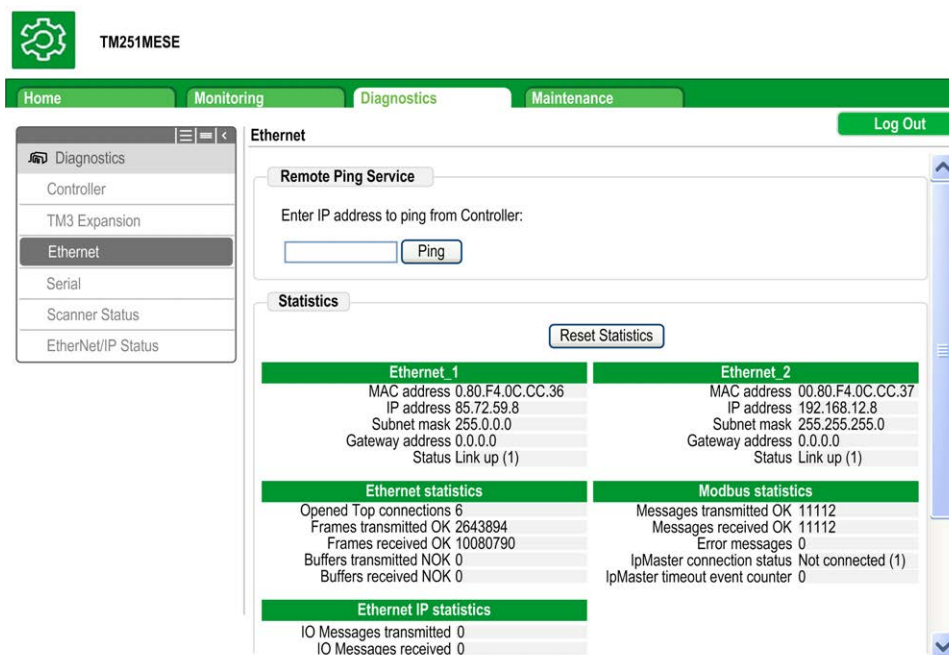 TM251MESE
Home Monitoring Diagnostics Maintenance
Log Out
Diagnostics
Controller
TM3 Expansion
Ethernet
Serial
Scanner Status
EtherNet/IP Status
Ethernet
Remote Ping Service
Enter IP address to ping from Controller:
Ping
Statistics
Reset Statistics
Ethernet_1
MAC address 0.80.F4.0C.CC.36
IP address 85.72.59.8
Subnet mask 255.0.0.0
Gateway address 0.0.0.0
Status Link up (1)
Ethernet_2
MAC address 00.80.F4.0C.CC.37
IP address 192.168.12.8
Subnet mask 255.255.255.0
Gateway address 0.0.0.0
Status Link up (1)
Ethernet statistics
Opened Top connections 6
Frames transmitted OK 2643894
Frames received OK 10080790
Buffers transmitted NOK 0
Buffers received NOK 0
Modbus statistics
Messages transmitted OK 11112
Messages received OK 11112
Error messages 0
IpMaster connection status Not connected (1)
IpMaster timeout event counter 0
Ethernet IP statistics
IO Messages transmitted 0
IO Messages received 0